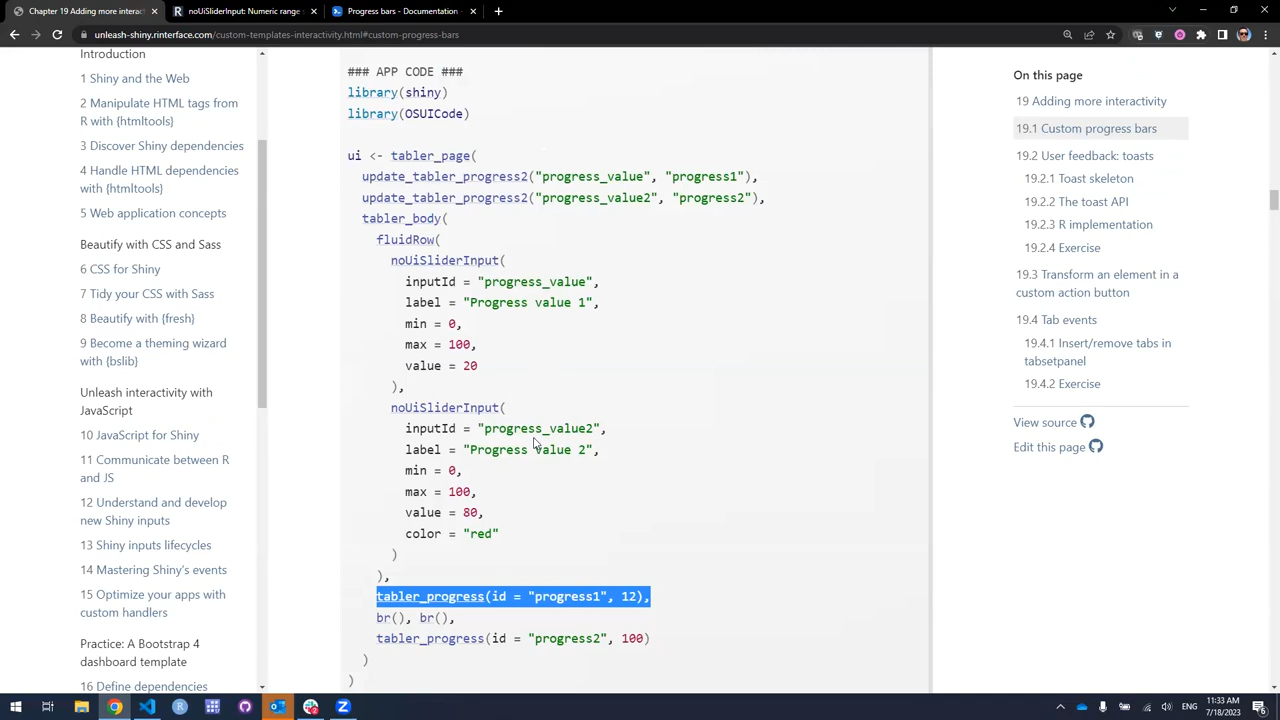 Chapter 19 Adding more interac
noUiSliderInput: Numeric range s
Progress bars - Documentation -
unleash-shiny.rinterface.com/custom-templates-interactivity.html#custom-progress-bars
Introduction
1 Shiny and the Web
2 Manipulate HTML tags from
R with {htmltools}
3 Discover Shiny dependencies
4 Handle HTML dependencies
with {htmltools}
5 Web application concepts
Beautify with CSS and Sass
6 CSS for Shiny
7 Tidy your CSS with Sass
8 Beautify with {fresh}
9 Become a theming wizard
with {bslib}
Unleash interactivity with
JavaScript
10 JavaScript for Shiny
11 Communicate between R
and JS
12 Understand and develop
new Shiny inputs
13 Shiny inputs lifecycles
14 Mastering Shiny's events
15 Optimize your apps with
custom handlers
Practice: A Bootstrap 4
dashboard template
16 Define dependencies
### APP CODE ###
library(shiny)
library(OSUICode)
ui <- tabler_page(
update_tabler_progress2("progress_value", "progress1"),
update_tabler_progress2("progress_value2", "progress2"),
tabler_body(
fluidRow(
noUiSliderInput(
inputId = "progress_value",
label = "Progress value 1",
min = 0,
max = 100,
value = 20
),
noUiSliderInput(
inputId = "progress_value2",
label = "Progress value 2",
min = 0,
max = 100,
value = 80,
color = "red"
)
),
tabler_progress(id = "progress1", 12),
br(), br(),
tabler_progress(id = "progress2", 100)
)
)
On this page
19 Adding more interactivity
19.1 Custom progress bars
19.2 User feedback: toasts
19.2.1 Toast skeleton
19.2.2 The toast API
19.2.3 R implementation
19.2.4 Exercise
19.3 Transform an element in a
custom action button
19.4 Tab events
19.4.1 Insert/remove tabs in
tabsetpanel
19.4.2 Exercise
View source
Edit this page
ENG
11:33 AM
7/18/2023